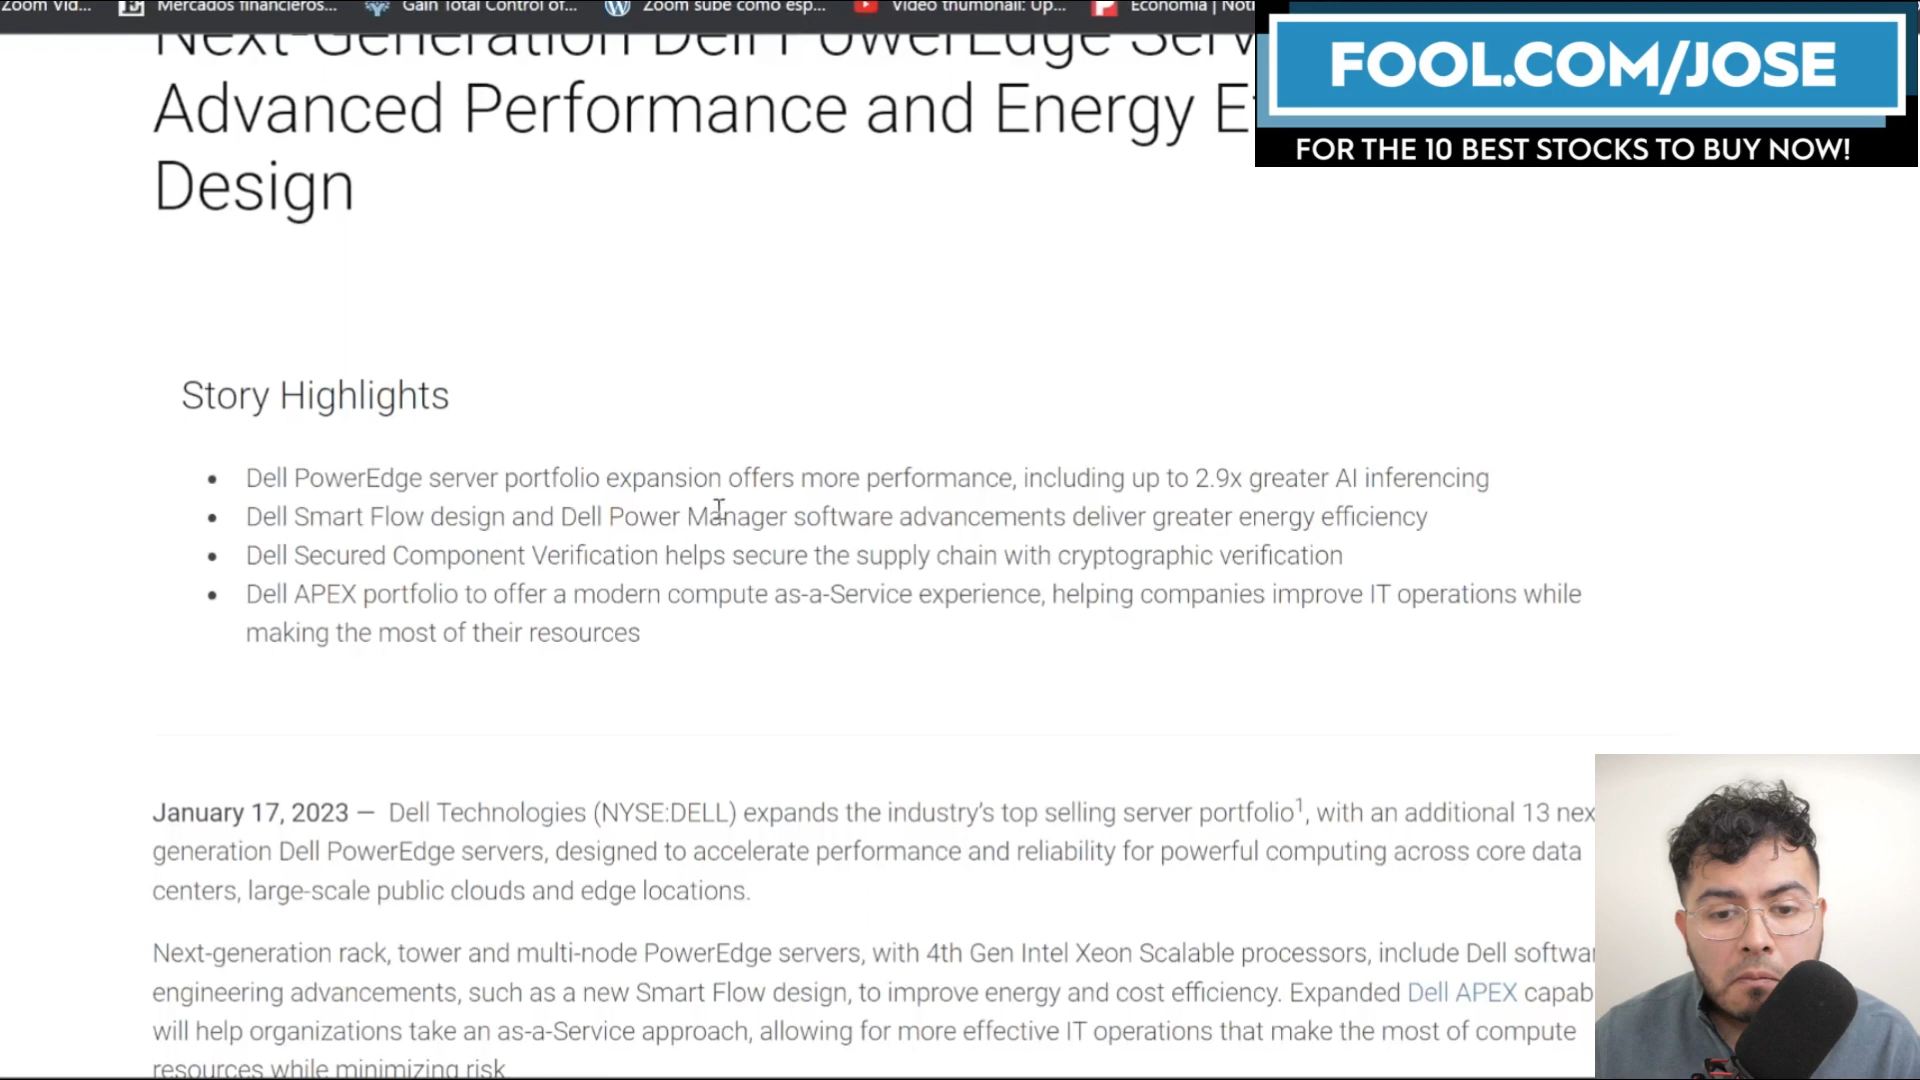 Zoom Vid...
Mercados financieros...
Gain Total Control of...
Zoom sube como esp...
Video thumbnail: Up...
Economía | Noti
FOOL.COM/JOSE
FOR THE 10 BEST STOCKS TO BUY NOW!
Next-Generation Dell PowerEdge Serv
Advanced Performance and Energy E
Design
Story Highlights
• Dell PowerEdge server portfolio expansion offers more performance, including up to 2.9x greater AI inferencing
• Dell Smart Flow design and Dell Power Manager software advancements deliver greater energy efficiency
• Dell Secured Component Verification helps secure the supply chain with cryptographic verification
• Dell APEX portfolio to offer a modern compute as-a-Service experience, helping companies improve IT operations while
making the most of their resources
January 17, 2023 — Dell Technologies (NYSE:DELL) expands the industry's top selling server portfolio1, with an additional 13 nex
generation Dell PowerEdge servers, designed to accelerate performance and reliability for powerful computing across core data
centers, large-scale public clouds and edge locations.
Next-generation rack, tower and multi-node PowerEdge servers, with 4th Gen Intel Xeon Scalable processors, include Dell softwar
engineering advancements, such as a new Smart Flow design, to improve energy and cost efficiency. Expanded Dell APEX capab
will help organizations take an as-a-Service approach, allowing for more effective IT operations that make the most of compute
resources while minimizing risk.